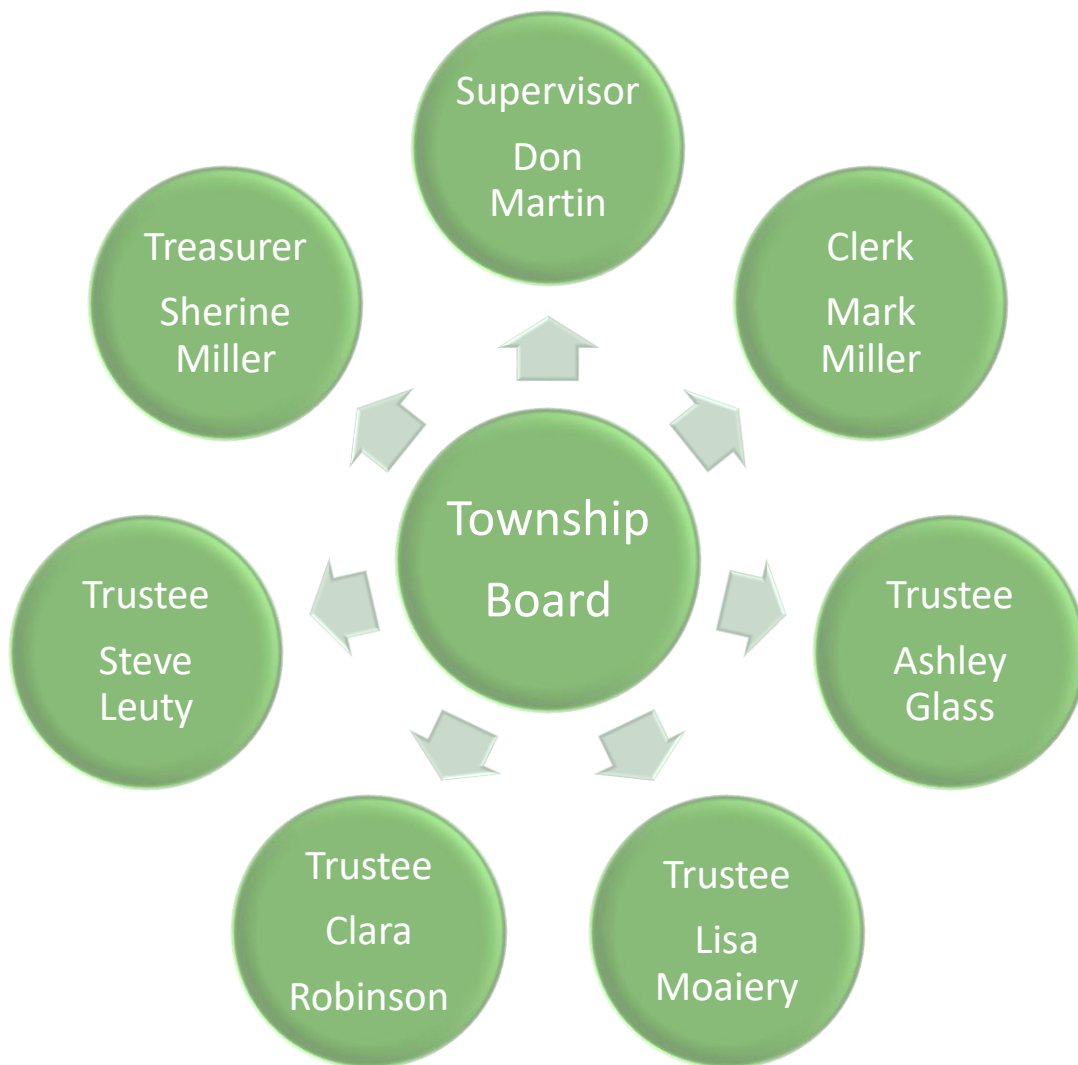 Supervisor
Don
Martin
Treasurer
Sherine
Miller
Clerk
Mark
Miller
Township
Board
Trustee
Steve
Leuty
Trustee
Ashley
Glass
Trustee
Clara
Robinson
Trustee
Lisa
Moaiery